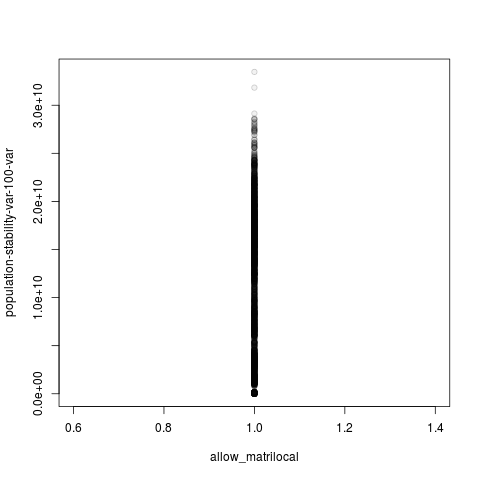 population-stability-var-100-var
3.0e+10
2.0e+10
1.0e+10
0.0e+00
0.6
0.8
1.0
1.2
1.4
allow_matrilocal